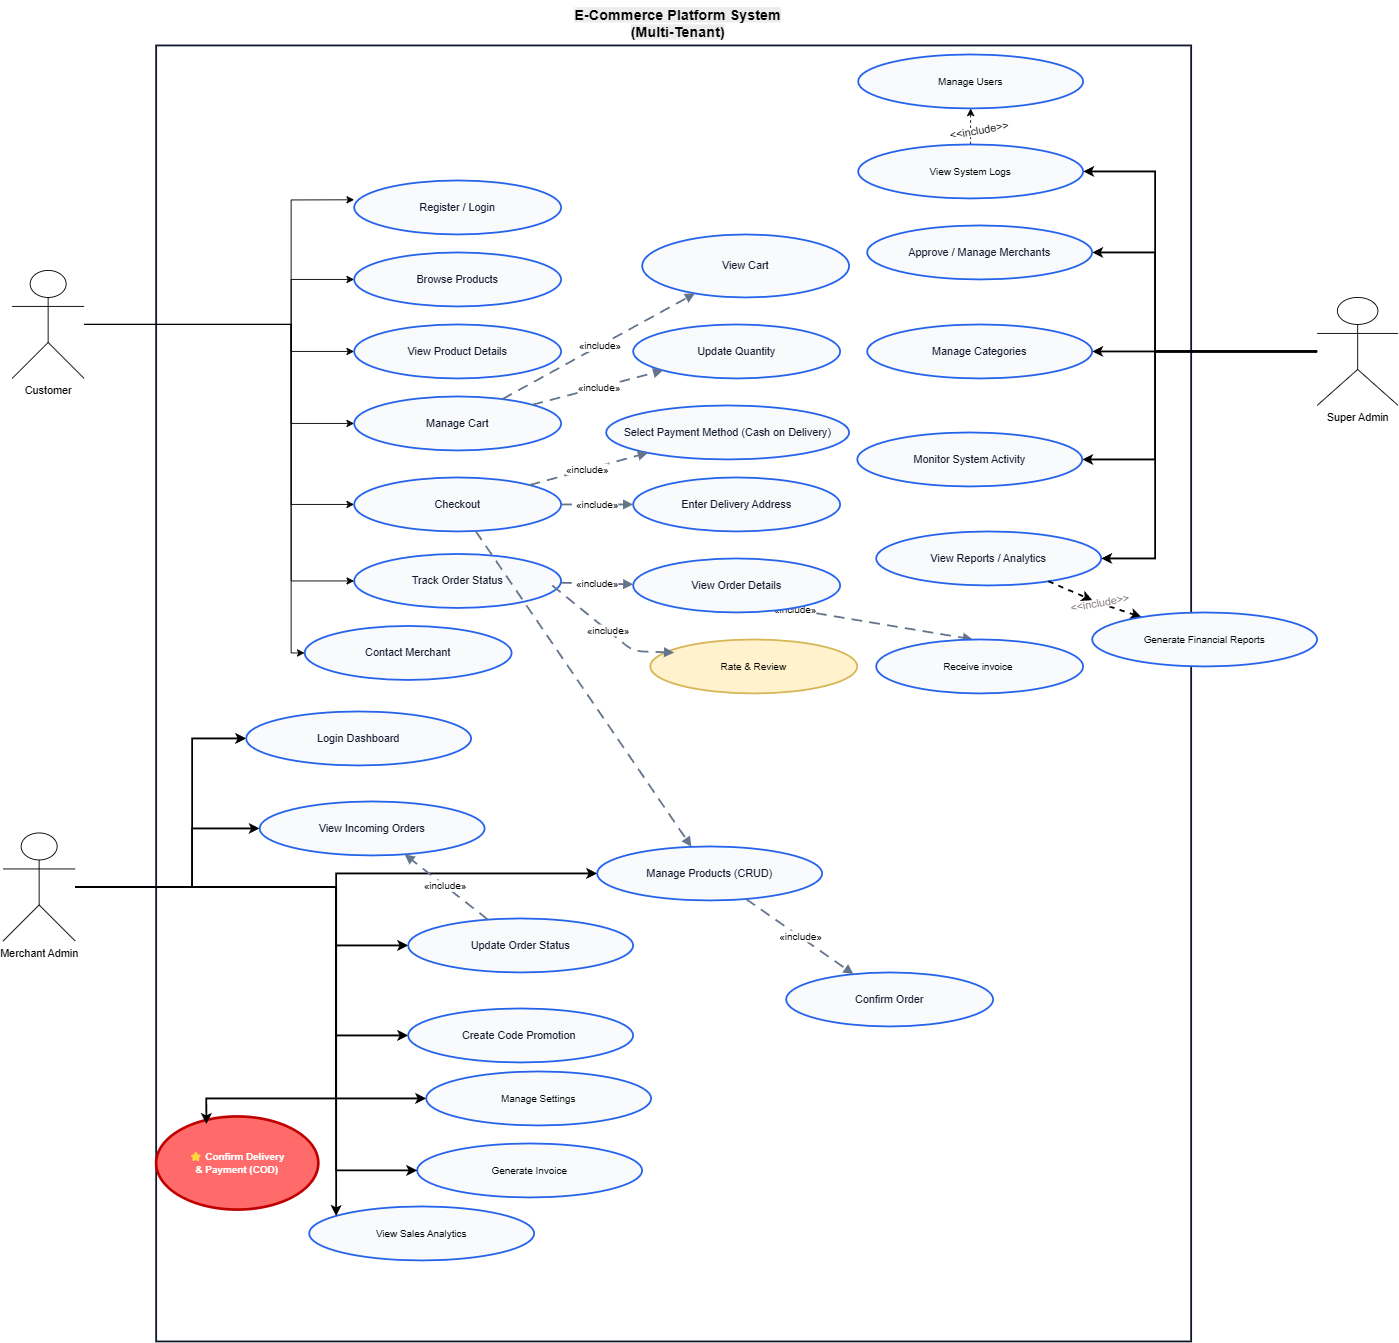 E-Commerce Platform System
(Multi-Tenant)
Manage Users
<<include>>
View System Logs
Register / Login
Approve / Manage Merchants
View Cart
Browse Products
«include»
View Product Details
Update Quantity
Manage Categories
Customer
«include»
Super Admin
Manage Cart
Select Payment Method (Cash on Delivery)
«include»
Monitor System Activity
Checkout
«include»
Enter Delivery Address
View Reports / Analytics
Track Order Status
«include»
View Order Details
<<include>>
«include»
«include»
Generate Financial Reports
Contact Merchant
Rate & Review
Receive invoice
Login Dashboard
View Incoming Orders
Manage Products (CRUD)
«include»
Merchant Admin
Update Order Status
«include»
Confirm Order
Create Code Promotion
Manage Settings
⭐ Confirm Delivery
& Payment (COD)
Generate Invoice
View Sales Analytics